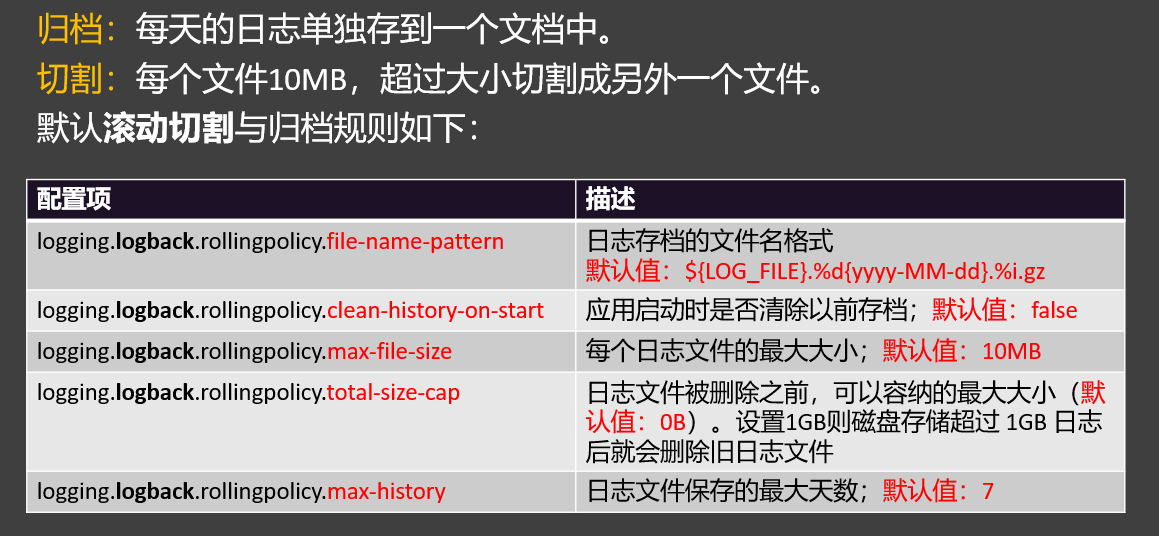 归档：每天的日志单独存到一个文档中。
切割：每个文件10MB，超过大小切割成另外一个文件。
默认滚动切割与归档规则如下：
配置项
描述
logging.logback.rollingpolicy.file-name-pattern
日志存档的文件名格式
默认值：${LOG_FILE}.%d{yyyy-MM-dd}.%i.gz
logging.logback.rollingpolicy.clean-history-on-start
应用启动时是否清除以前存档；默认值：false
logging.logback.rollingpolicy.max-file-size
每个日志文件的最大大小；默认值：10MB
logging.logback.rollingpolicy.total-size-cap
日志文件被删除之前，可以容纳的最大大小（默
认值：0B）。设置1GB则磁盘存储超过 1GB 日志
后就会删除旧日志文件
logging.logback.rollingpolicy.max-history
日志文件保存的最大天数；默认值：7